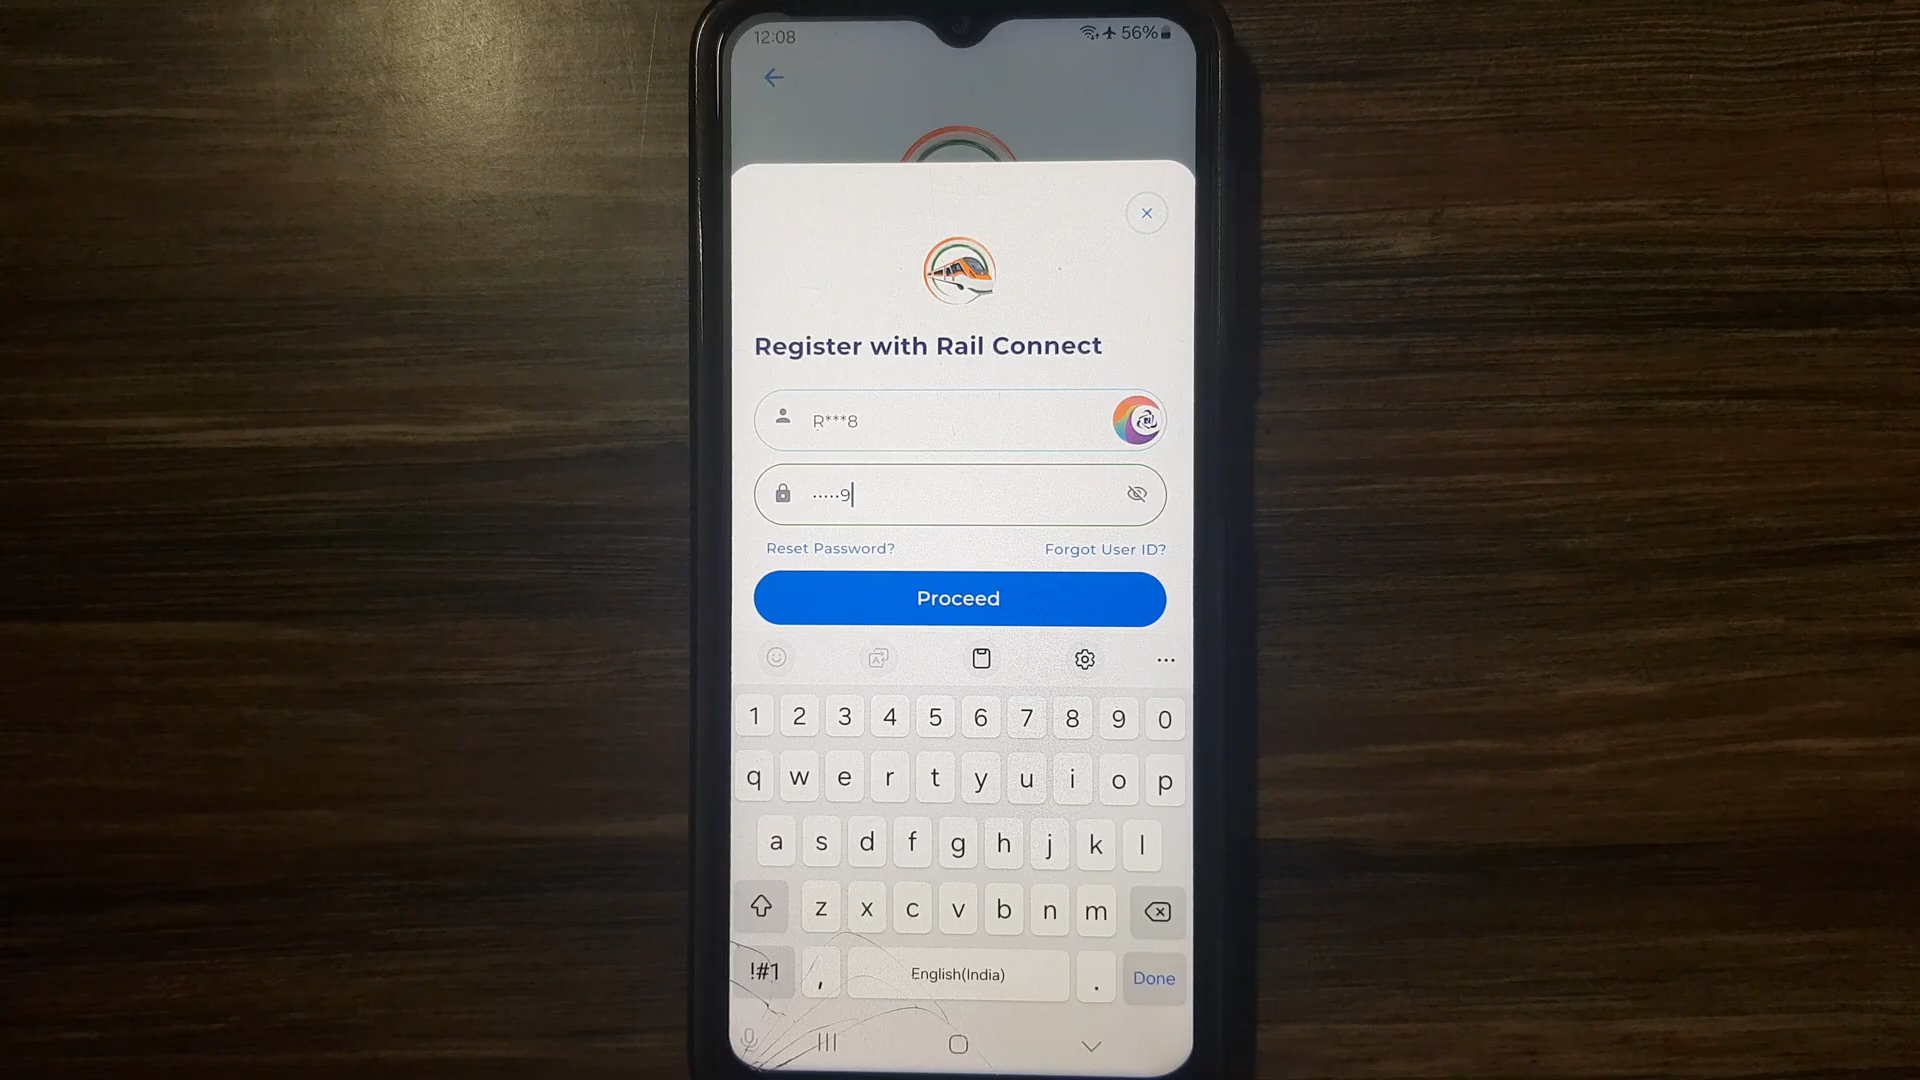 12:08
56%
Register with Rail Connect
R***8
•••••9
Reset Password? Forgot User ID?
Proceed
1 2 3 4 5 6 7 8 9 0
q w e r t y u i o p
a s d f g h j k l
z x c v b n m
!#1 , English(India) . Done